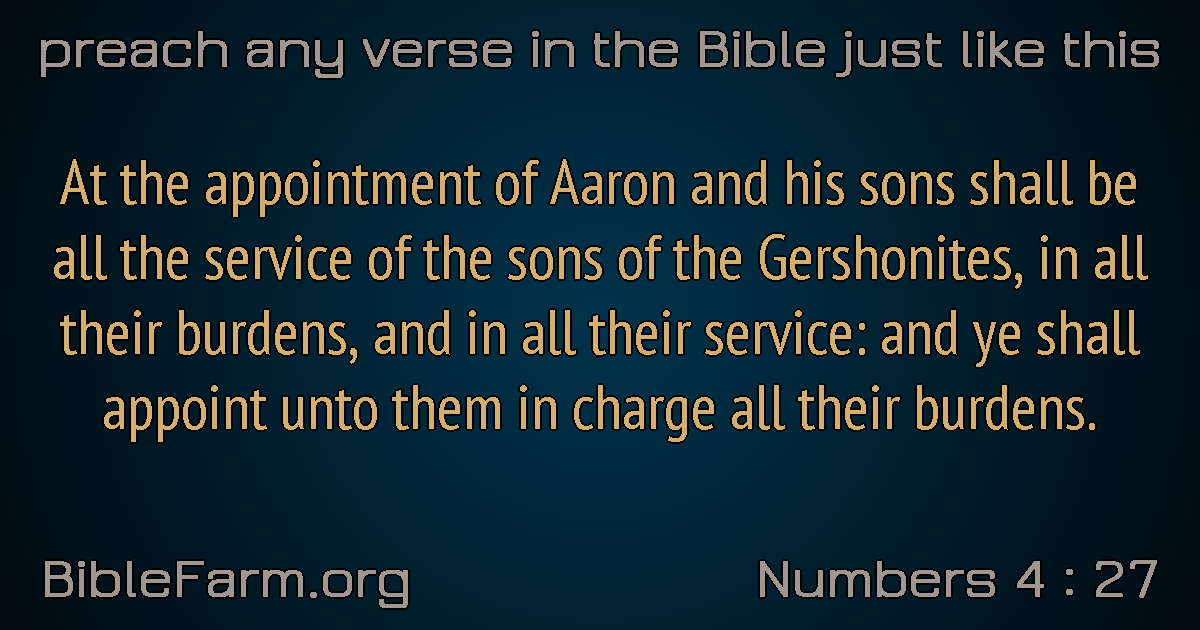 preach any verse in the Bible just like this
At the appointment of Aaron and his sons shall be
all the service of the sons of the Gershonites, in all
their burdens, and in all their service: and ye shall
appoint unto them in charge all their burdens.
BibleFarm.org
Numbers 4 : 27